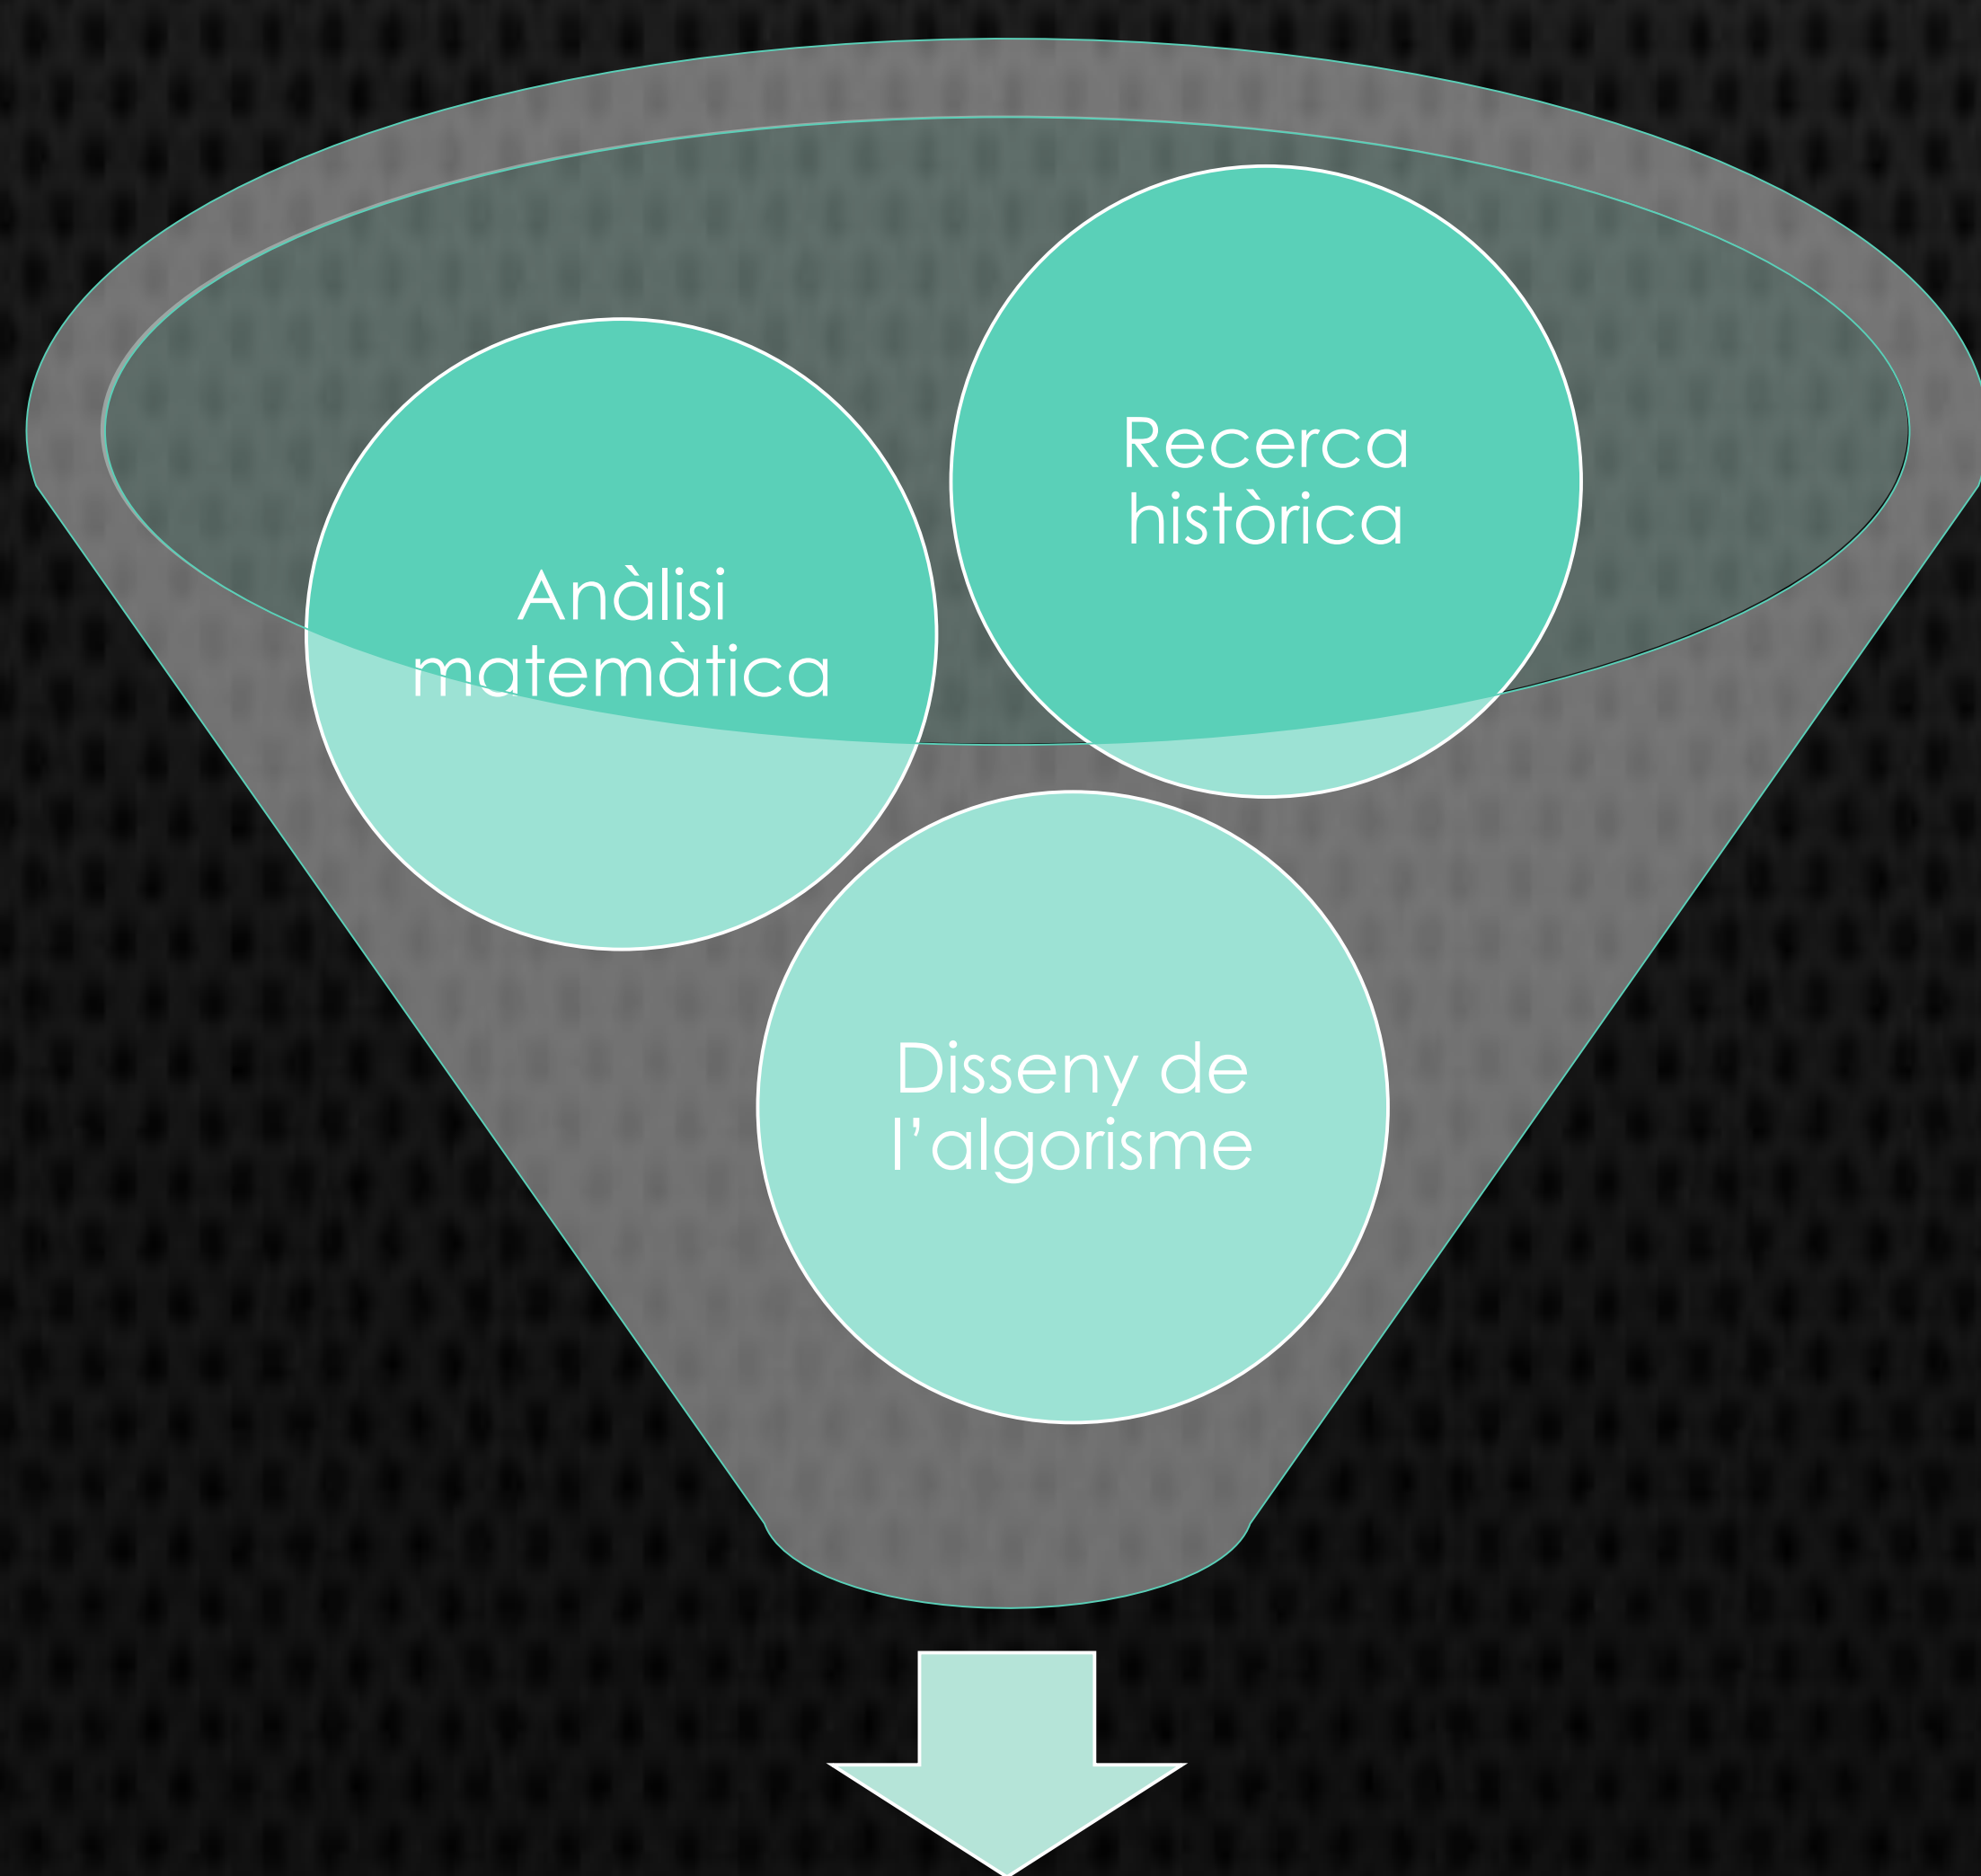 Recerca
històrica
Anàlisi
matemàtica
Disseny de
l'algorisme